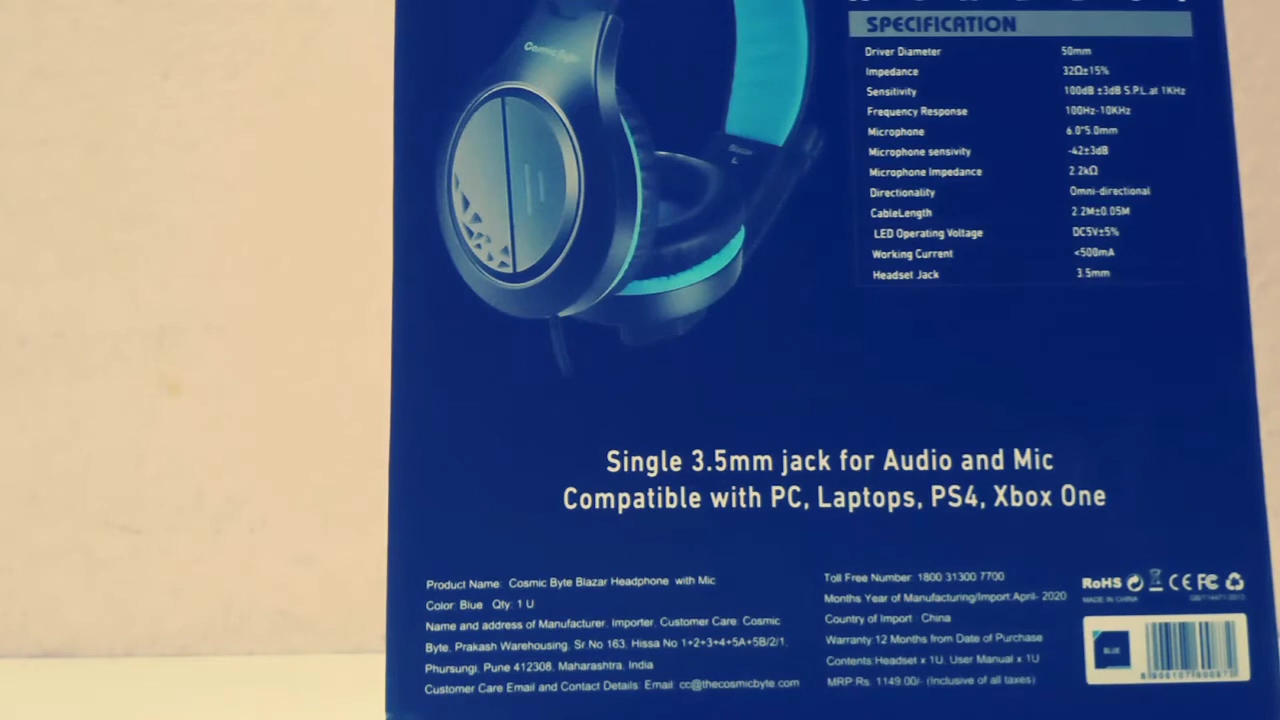 Cosmic Byte
Blazar
L
SPECIFICATION
Driver Diameter 50mm
Impedance 32Ω±15%
Sensitivity 100dB ±3dB S.P.L.at 1KHz
Frequency Response 100Hz-10KHz
Microphone 6.0*5.0mm
Microphone sensivity -42±3dB
Microphone Impedance 2.2kΩ
Directionality Omni-directional
CableLength 2.2M±0.05M
LED Operating Voltage DC5V±5%
Working Current <500mA
Headset Jack 3.5mm
Single 3.5mm jack for Audio and Mic
Compatible with PC, Laptops, PS4, Xbox One
Product Name: Cosmic Byte Blazar Headphone with Mic
Color: Blue Qty: 1 U
Name and address of Manufacturer, Importer, Customer Care: Cosmic
Byte, Prakash Warehousing, Sr.No 163, Hissa No 1+2+3+4+5A+5B/2/1,
Phursungi, Pune 412308, Maharashtra, India
Customer Care Email and Contact Details: Email: cc@thecosmicbyte.com
Toll Free Number: 1800 31300 7700
Months Year of Manufacturing/Import:April- 2020
Country of Import : China
Warranty:12 Months from Date of Purchase
Contents:Headset x 1U, User Manual x 1U
MRP Rs. 1149.00/- (Inclusive of all taxes)
RoHS CE FC
MADE IN CHINA
BLUE